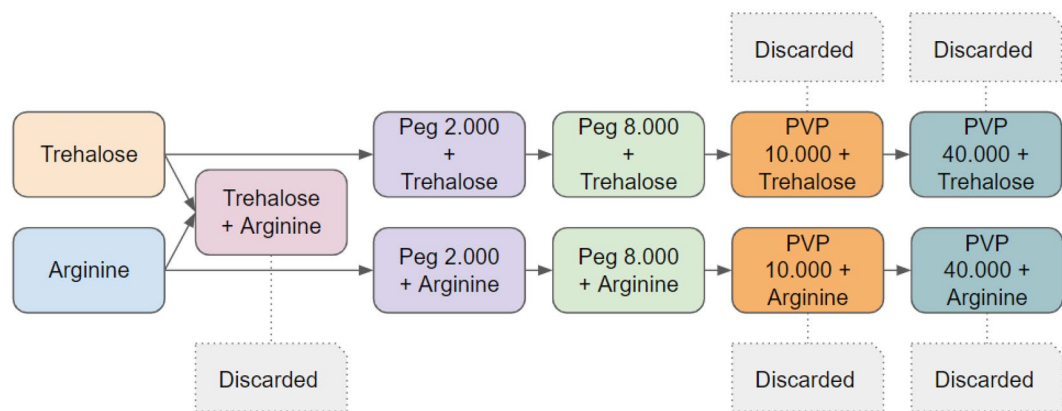 Discarded
Discarded
Trehalose
Peg 2.000
+
Trehalose
Peg 8.000
+
Trehalose
PVP
10.000 +
Trehalose
PVP
40.000 +
Trehalose
Trehalose
+ Arginine
Arginine
Peg 2.000
+ Arginine
Peg 8.000
+ Arginine
PVP
10.000 +
Arginine
PVP
40.000 +
Arginine
Discarded
Discarded
Discarded